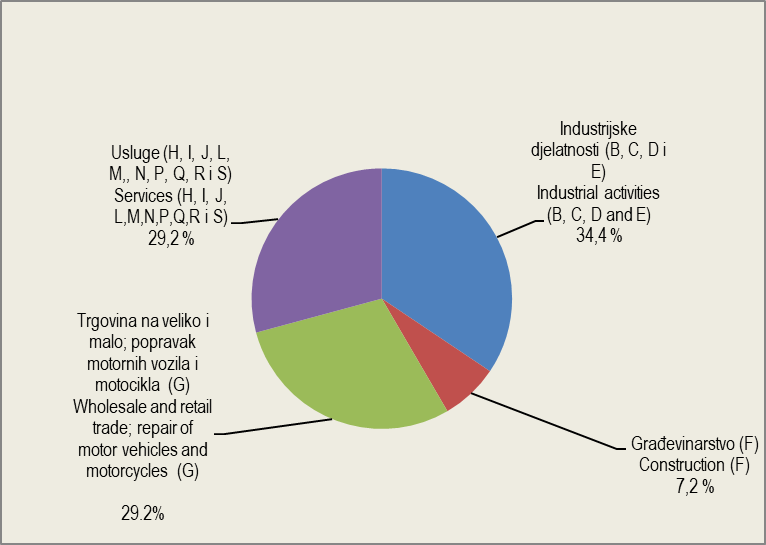 Industrijske
djelatnosti (B, C, D i
E)
Industrial activities
(B, C, D and E)
34,4 %
Usluge (H, I, J, L,
M,, N, P, Q, R i S)
Services (H, I, J,
L,M,N,P,Q,R i S)
29,2 %
Trgovina na veliko i
malo; popravak
motornih vozila i
motocikla (G)
Wholesale and retail
trade; repair of
motor vehicles and
motorcycles (G)
29.2%
Građevinarstvo (F)
Construction (F)
7,2 %